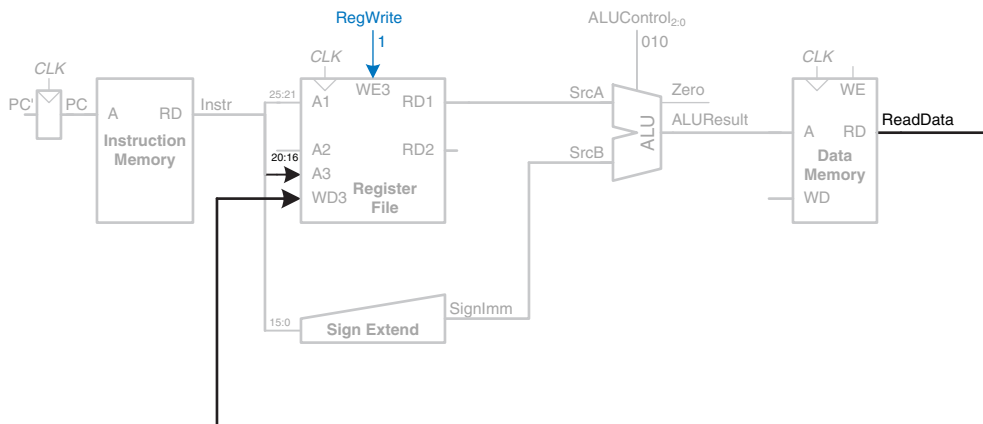 RegWrite
ALUControl2:0
1
010
CLK
CLK
CLK
WE3
WE
PC'
PC
A
RD
Instr
25:21
A1
RD1
SrcA
Zero
Instruction
Memory
20:16
A2
RD2
SrcB
ALU
ALUResult
A
RD
ReadData
A3
WD3
Register
File
Data
Memory
WD
15:0
Sign Extend
SignImm